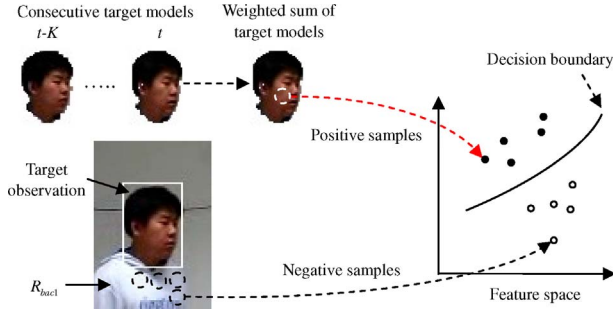 Consecutive target models
Weighted sum of
target models
t-K
t
.....
Decision boundary
Positive samples
Target
observation
R_bac1
Negative samples
Feature space